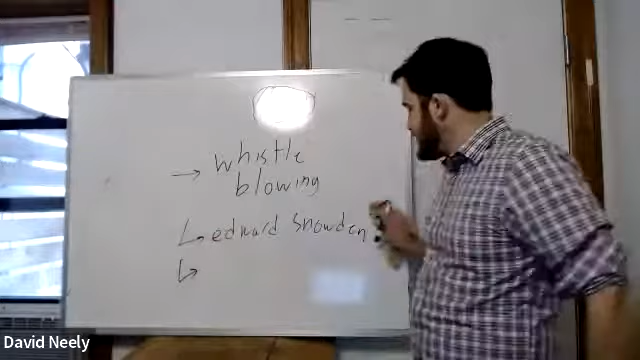 → whistle
blowing
↳ edward snowden
↳
David Neely